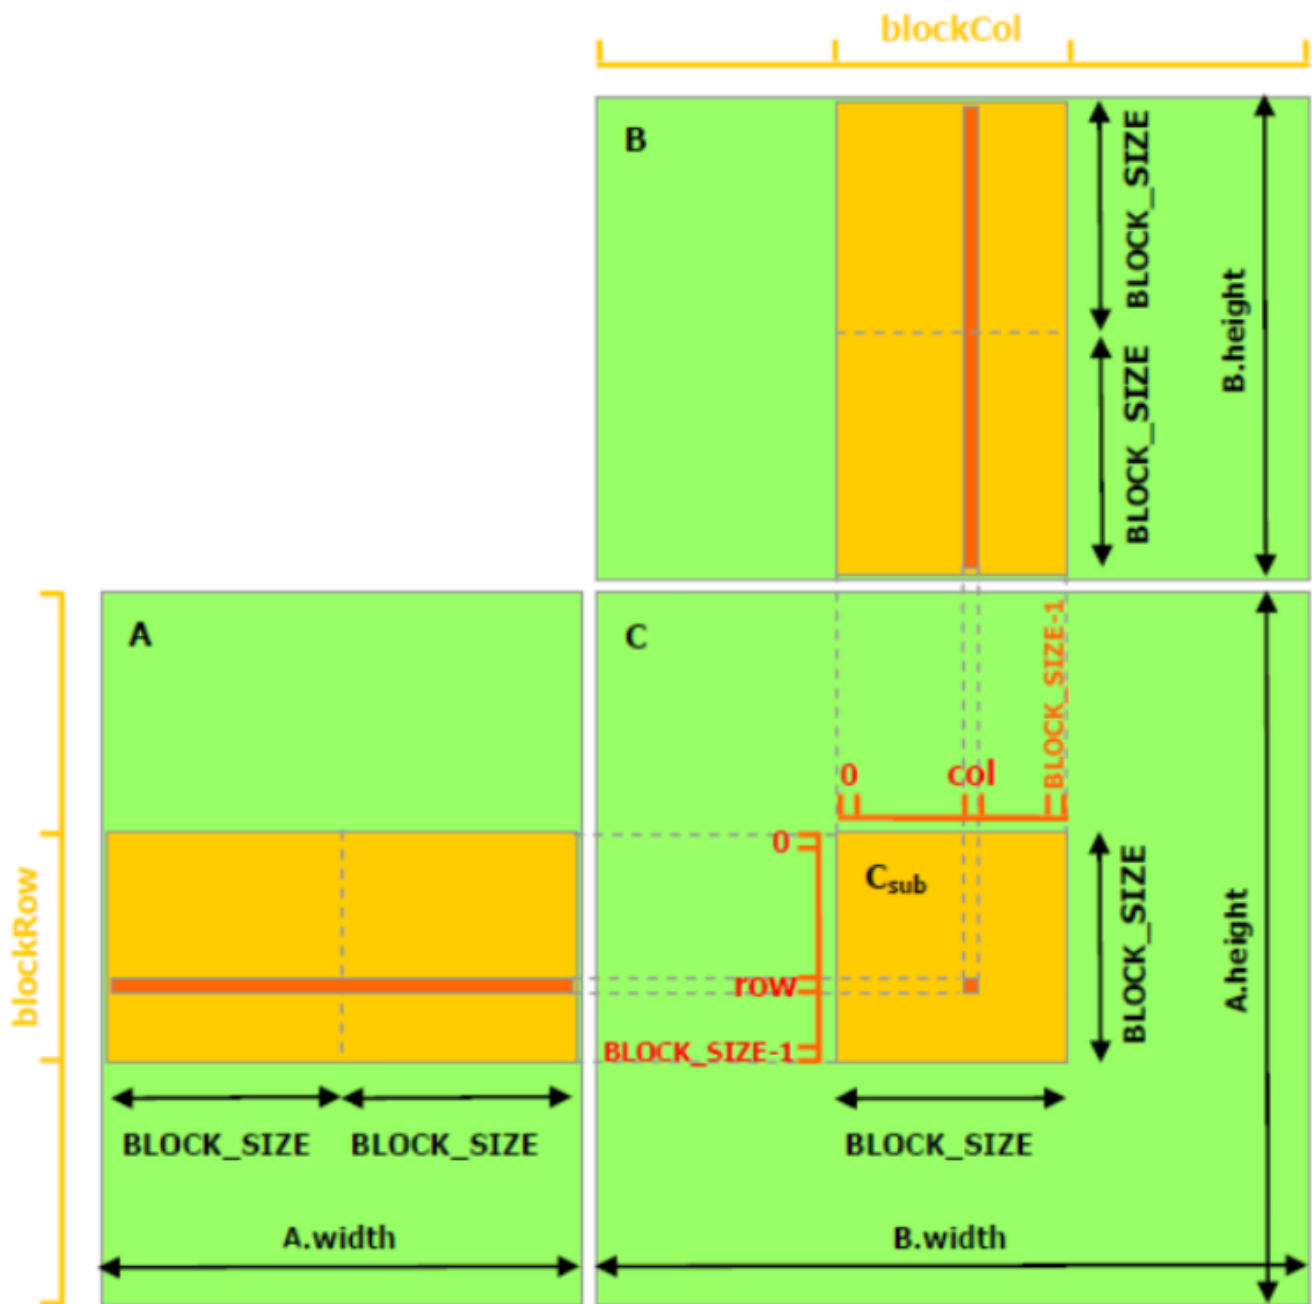 blockCol
B
BLOCK_SIZE
BLOCK_SIZE
B.height
A
C
BLOCK_SIZE-1
0
col
0
C_sub
row
BLOCK_SIZE-1
BLOCK_SIZE
A.height
blockRow
BLOCK_SIZE BLOCK_SIZE
BLOCK_SIZE
A.width
B.width